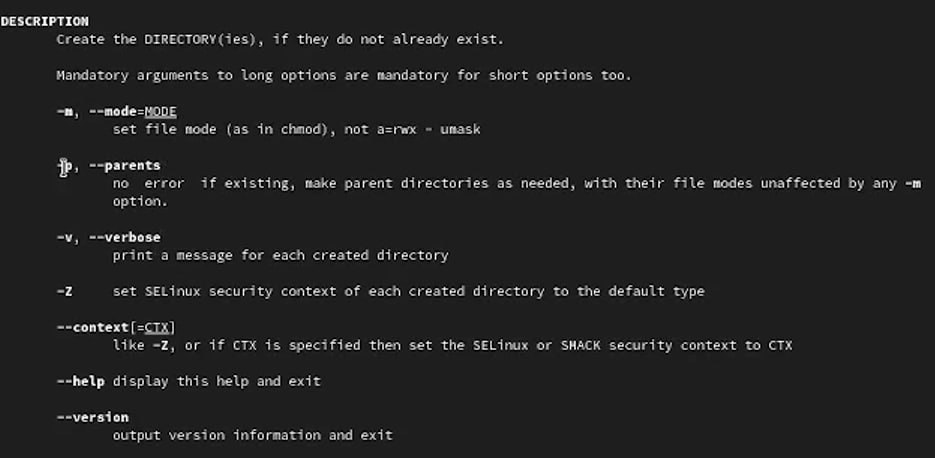 DESCRIPTION
Create the DIRECTORY(ies), if they do not already exist.
Mandatory arguments to long options are mandatory for short options too.
-m, --mode=MODE
set file mode (as in chmod), not a=rwx - umask
-p, --parents
no error if existing, make parent directories as needed, with their file modes unaffected by any -m
option.
-v, --verbose
print a message for each created directory
-Z set SELinux security context of each created directory to the default type
--context[=CTX]
like -Z, or if CTX is specified then set the SELinux or SMACK security context to CTX
--help display this help and exit
--version
output version information and exit